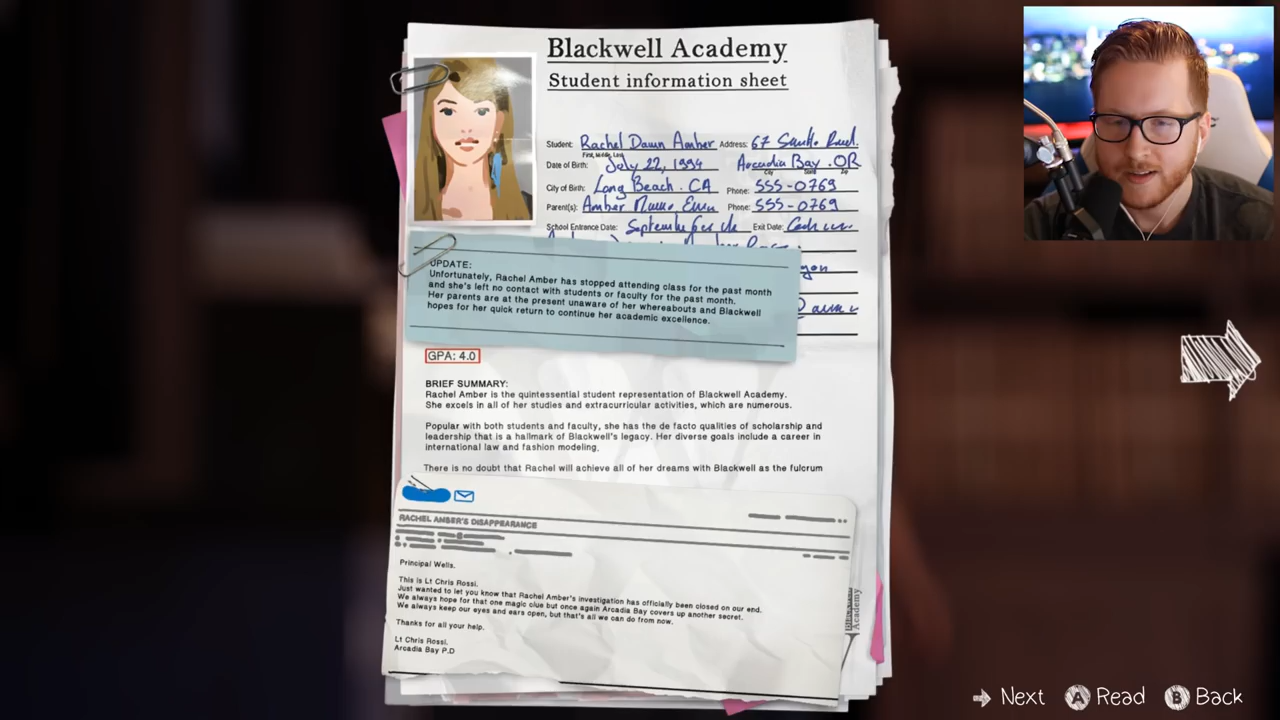 Blackwell Academy
Student information sheet
Student: Rachel Dawn Amber Address: 67
First, Middle, Last
Date of Birth: July 22, 1994 Arcadia Bay . OR
City State Zip
City of Birth: Long Beach . CA Phone: 555-0769
Parent(s): Amber Phone: 555-0769
School Entrance Date: Exit Date:
UPDATE:
Unfortunately, Rachel Amber has stopped attending class for the past month
and she's left no contact with students or faculty for the past month.
Her parents are at the present unaware of her whereabouts and Blackwell
hopes for her quick return to continue her academic excellence.
GPA: 4.0
BRIEF SUMMARY:
Rachel Amber is the quintessential student representation of Blackwell Academy.
She excels in all of her studies and extracurricular activities, which are numerous.
Popular with both students and faculty, she has the de facto qualities of scholarship and
leadership that is a hallmark of Blackwell's legacy. Her diverse goals include a career in
international law and fashion modeling.
There is no doubt that Rachel will achieve all of her dreams with Blackwell as the fulcrum
RACHEL AMBER'S DISAPPEARANCE
Principal Wells.
This is Lt Chris Rossi.
Just wanted to let you know that Rachel Amber's investigation has officially been closed on our end.
We always hope for that one magic clue but once again Arcadia Bay covers up another secret.
We always keep our eyes and ears open, but that's all we can do from now.
Thanks for all your help.
Lt Chris Rossi.
Arcadia Bay P.D
Academy
Next A Read B Back